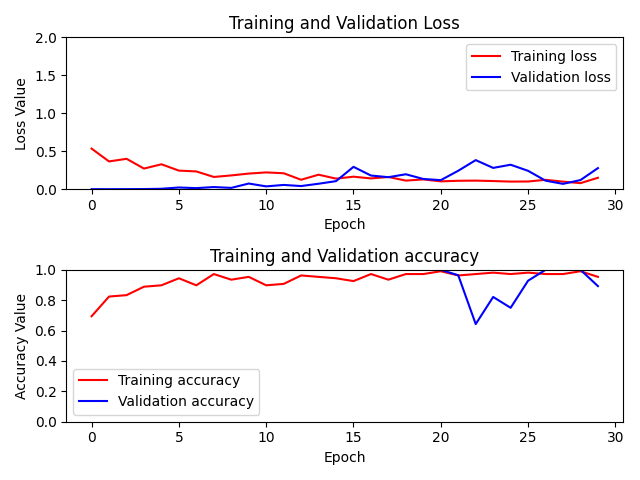 Training and Validation Loss
2.0
1.5
1.0
0.5
0.0
Loss Value
Training loss
Validation loss
0 5 10 15 20 25 30
Epoch
Training and Validation accuracy
1.0
0.8
0.6
0.4
0.2
0.0
Accuracy Value
Training accuracy
Validation accuracy
0 5 10 15 20 25 30
Epoch